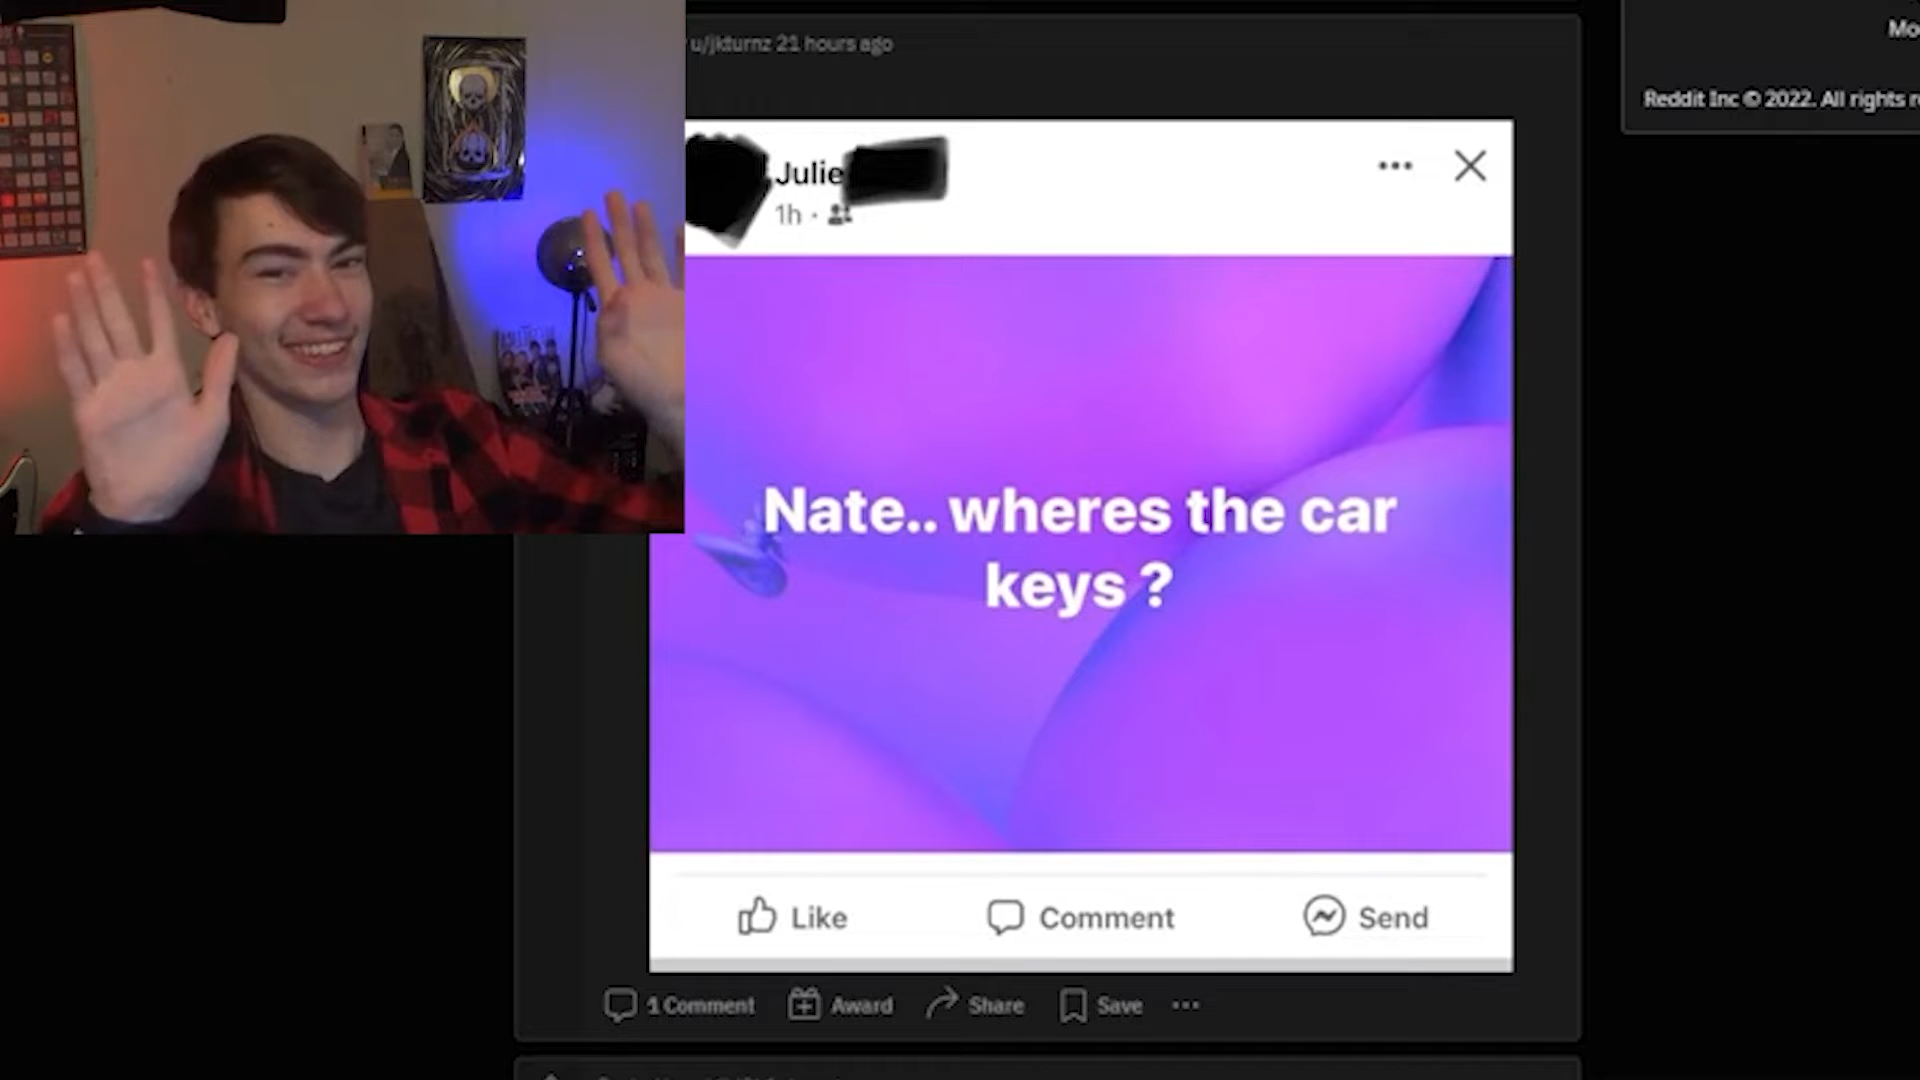 u/jkturnz 21 hours ago
Mo
Reddit Inc © 2022. All rights r
Julie
1h ·
Nate.. wheres the car
keys ?
Like
Comment
Send
1 Comment
Award
Share
Save